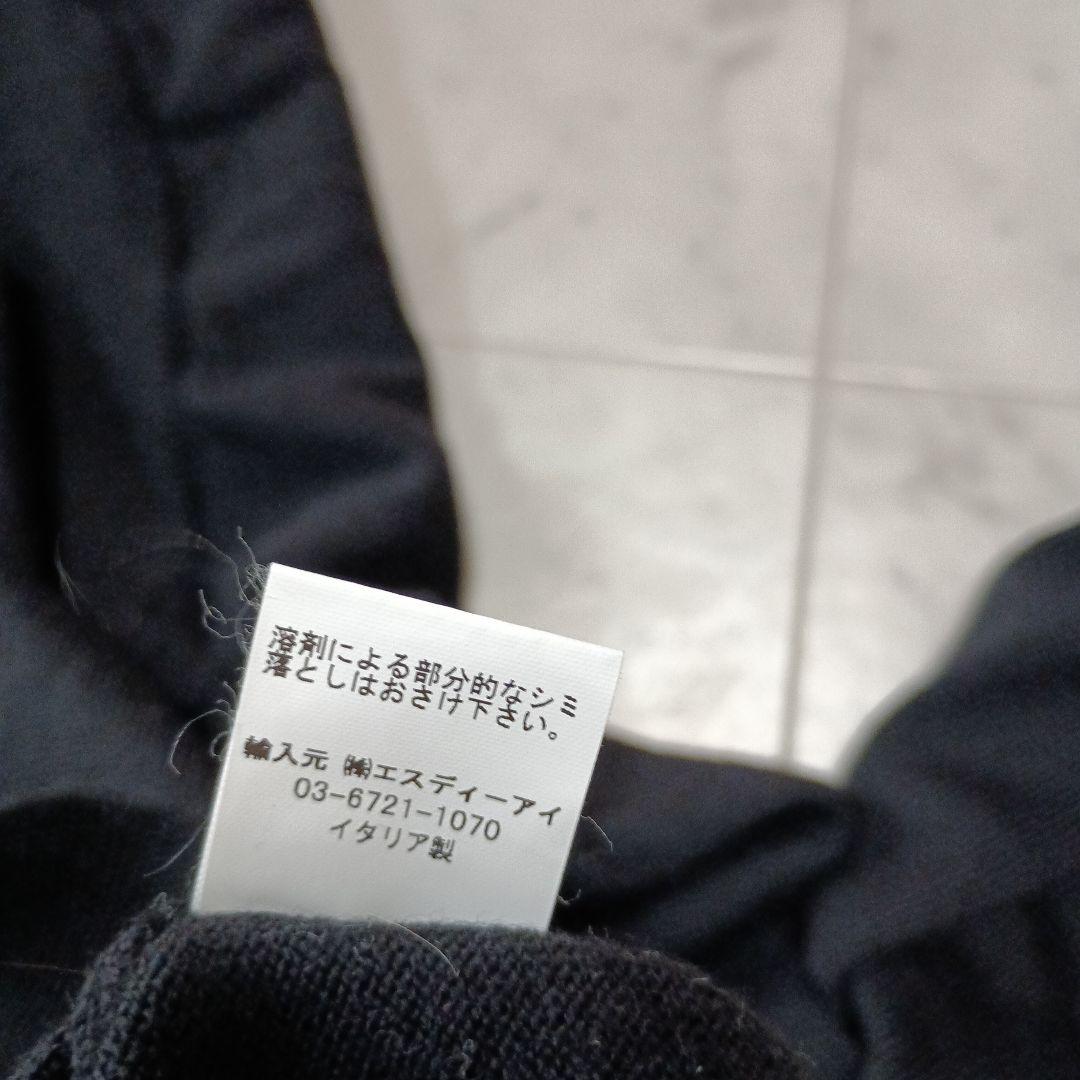 溶剤による部分的なシミ
落としはおさけ下さい。
輸入元 ㈱エスディーアイ
03-6721-1070
イタリア製